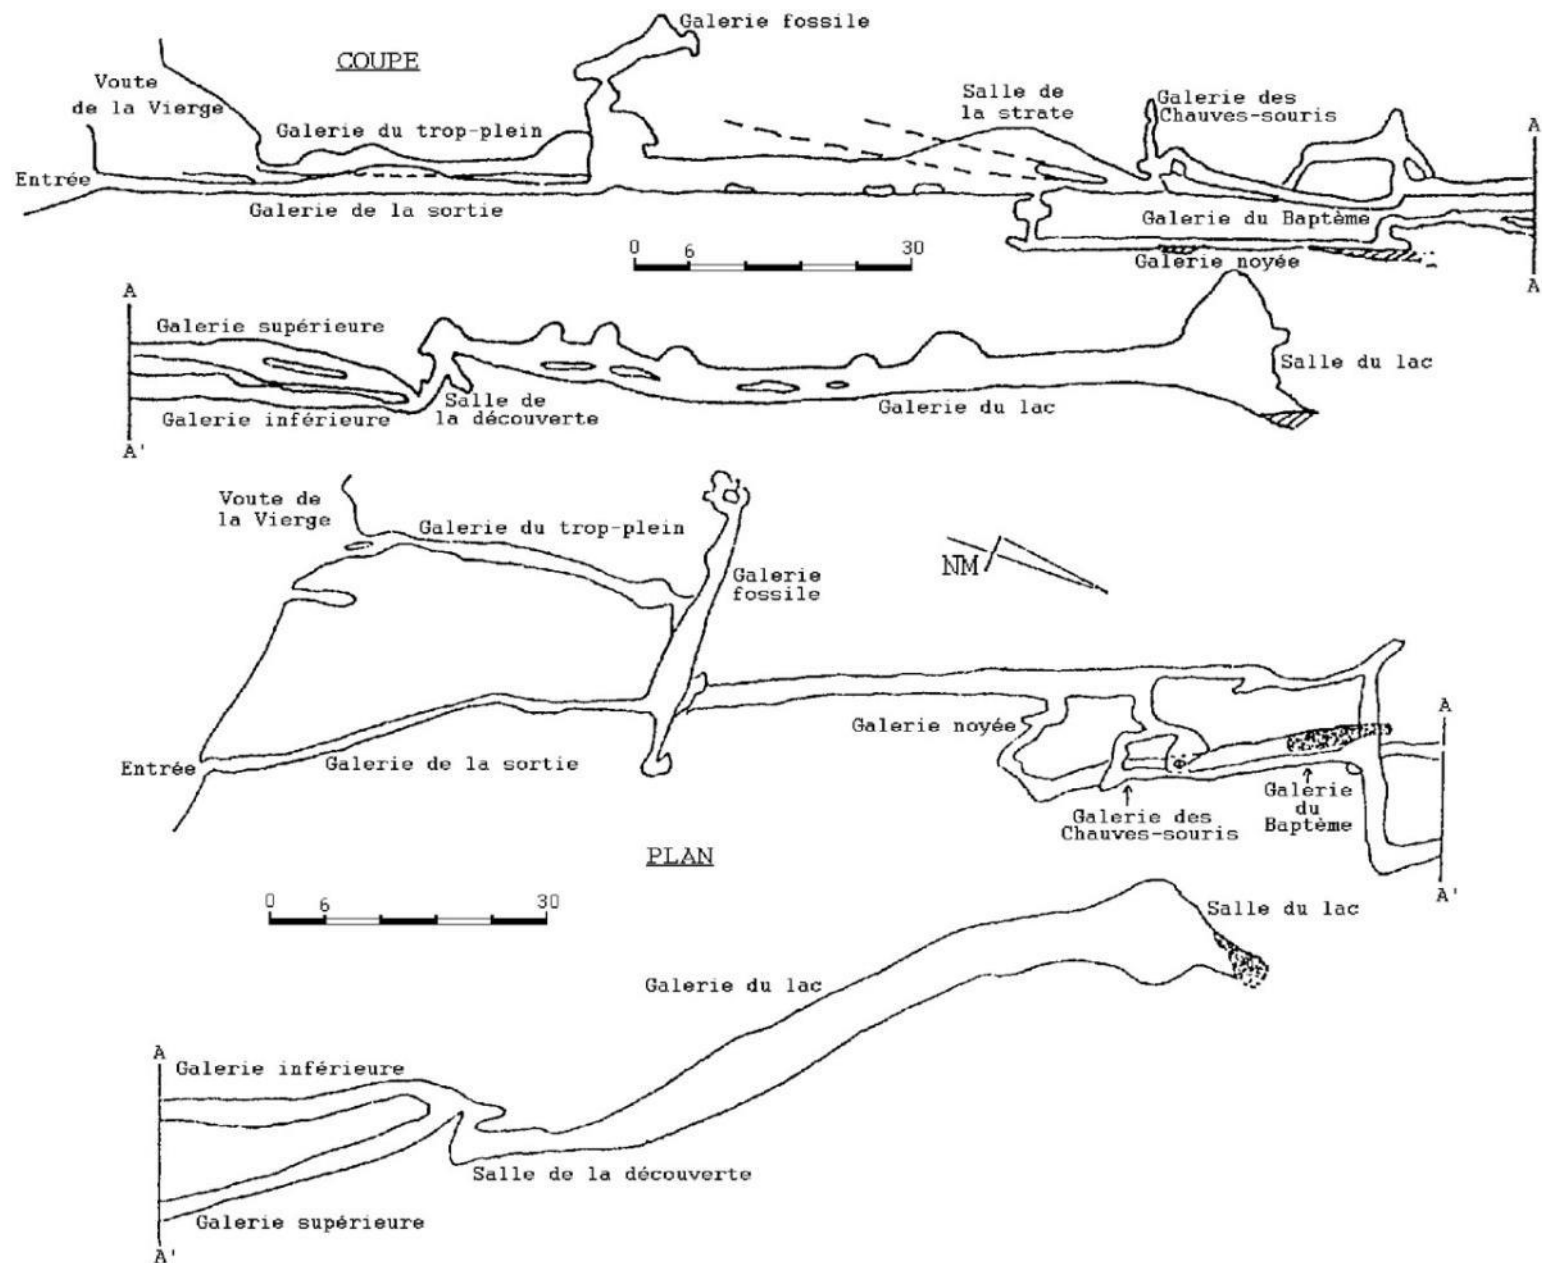 Galerie fossile
COUPE
Voute
de la Vierge
Galerie du trop-plein
Salle de
la strate
Galerie des
Chauves-souris
A
Entrée
Galerie de la sortie
Galerie du Baptème
Galerie noyée
0 6 30
A
A
Galerie supérieure
Salle du lac
Salle de
la découverte
Galerie du lac
Galerie inférieure
A'
Voute de
la Vierge
Galerie du trop-plein
NM
Galerie
fossile
A
Galerie noyée
Entrée
Galerie de la sortie
Galerie des
Chauves-souris
Galerie
du
Baptème
PLAN
A'
0 6 30
Salle du lac
Galerie du lac
A
Galerie inférieure
Salle de la découverte
Galerie supérieure
A'